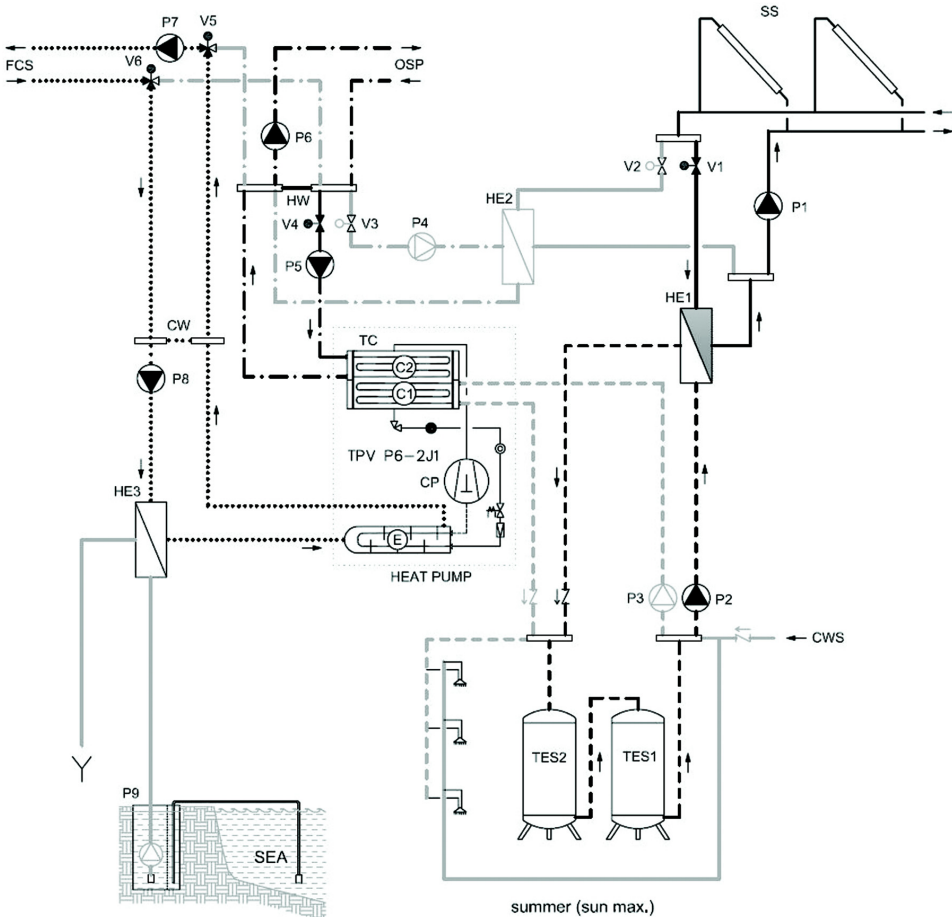 SS
P7
V5
FCS
V6
OSP
P6
V2
V1
HW
HE2
P1
V4
V3
P4
P5
HE1
CW
TC
C2
P8
C1
TPV P6-2J1
CP
HE3
E
HEAT PUMP
P3
P2
CWS
TES2
TES1
P9
SEA
summer (sun max.)